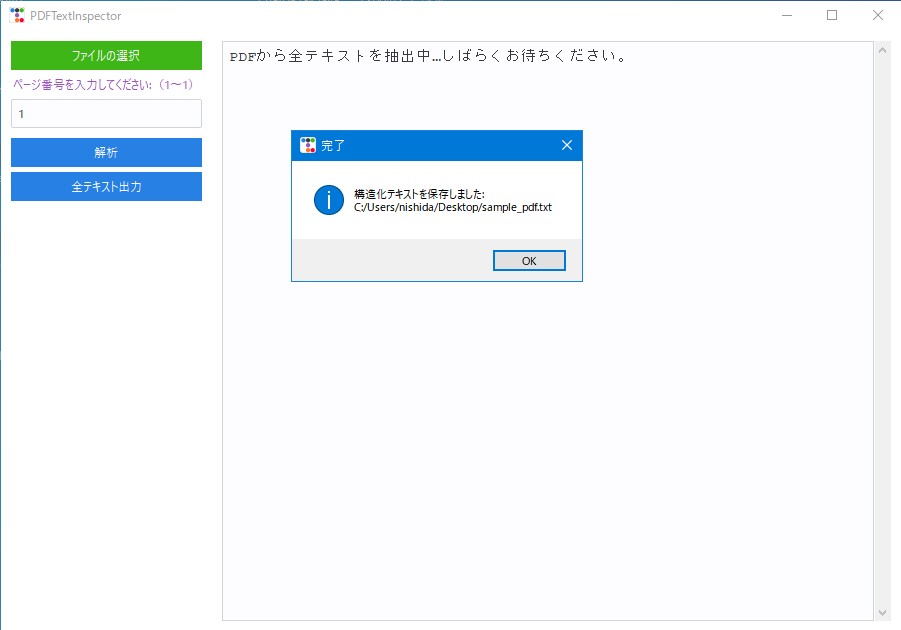 PDFTextInspector
ファイルの選択
ページ番号を入力してください: (1～1)
1
解析
全テキスト出力
PDFから全テキストを抽出中...しばらくお待ちください。
完了
構造化テキストを保存しました:
C:/Users/nishida/Desktop/sample_pdf.txt
OK